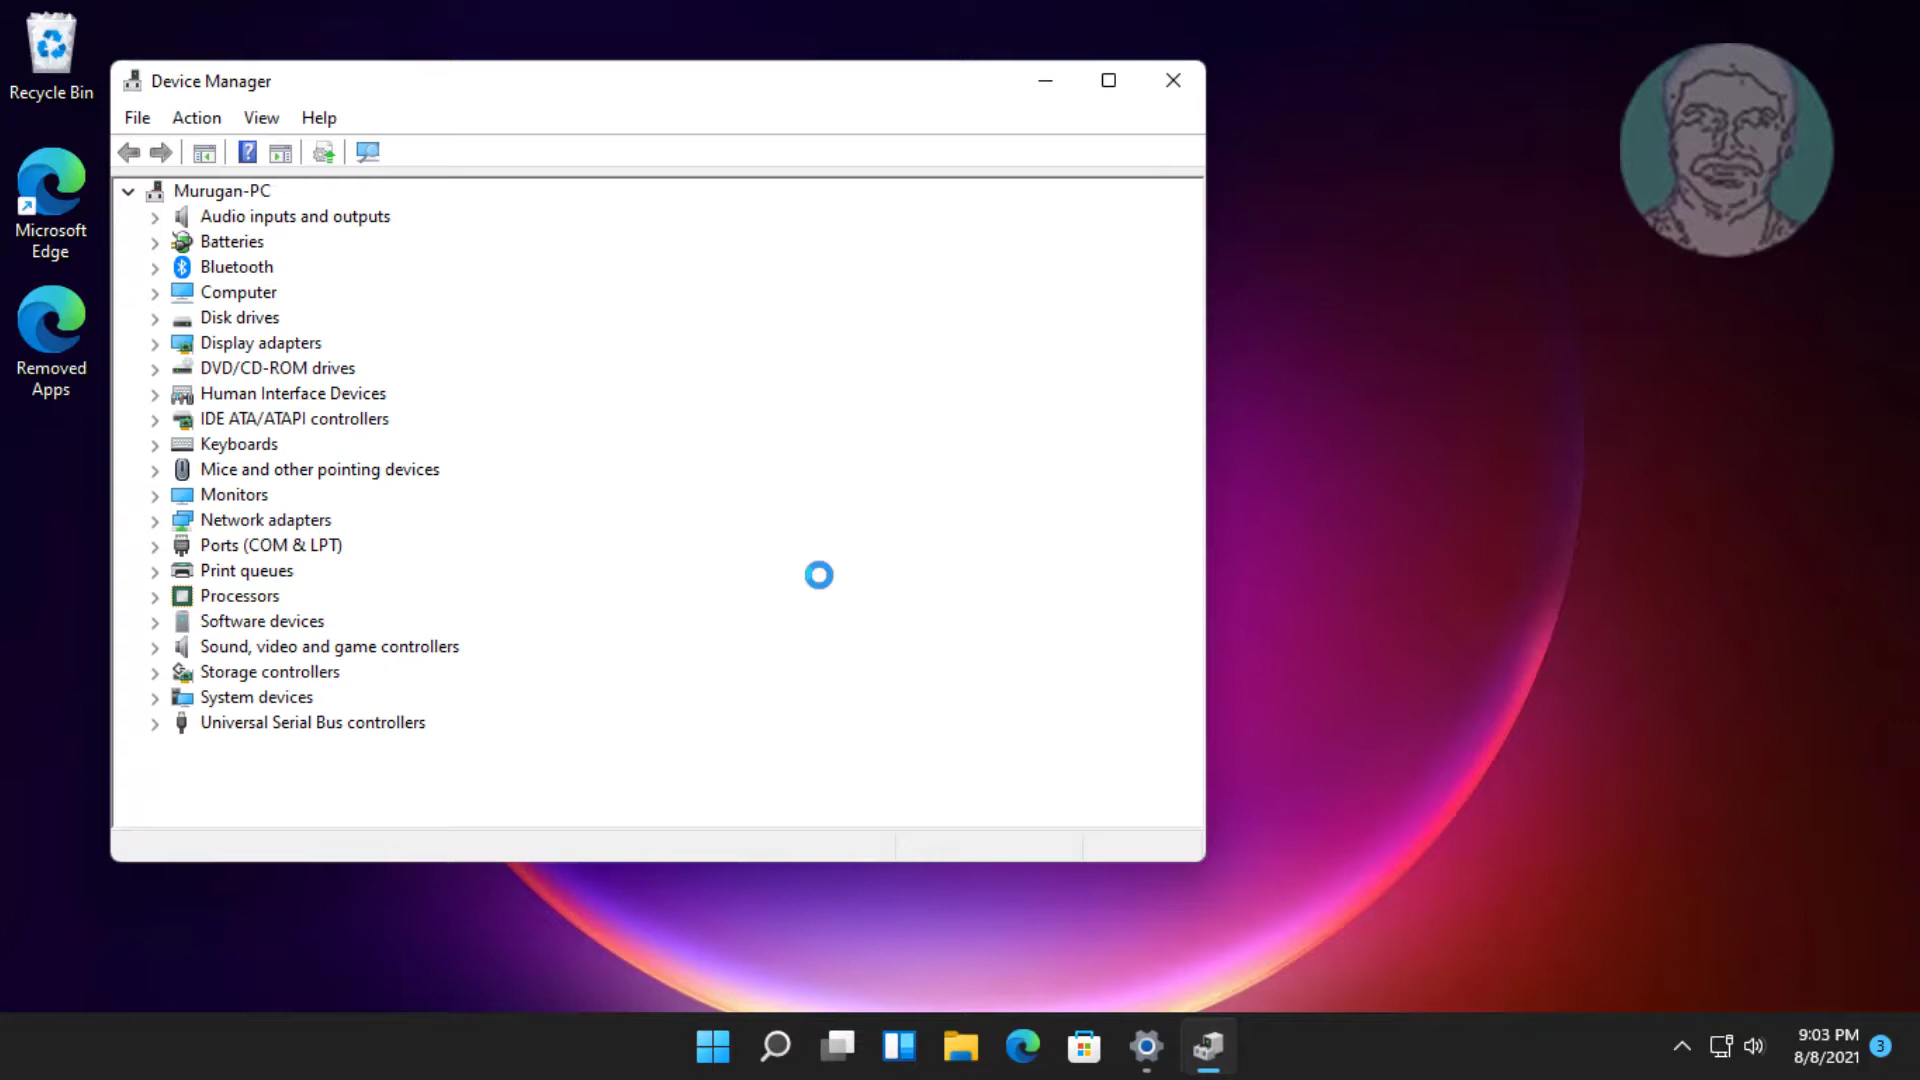 Recycle Bin
Microsoft
Edge
Removed
Apps
Device Manager
File Action View Help
Murugan-PC
Audio inputs and outputs
Batteries
Bluetooth
Computer
Disk drives
Display adapters
DVD/CD-ROM drives
Human Interface Devices
IDE ATA/ATAPI controllers
Keyboards
Mice and other pointing devices
Monitors
Network adapters
Ports (COM & LPT)
Print queues
Processors
Software devices
Sound, video and game controllers
Storage controllers
System devices
Universal Serial Bus controllers
9:03 PM
8/8/2021
3